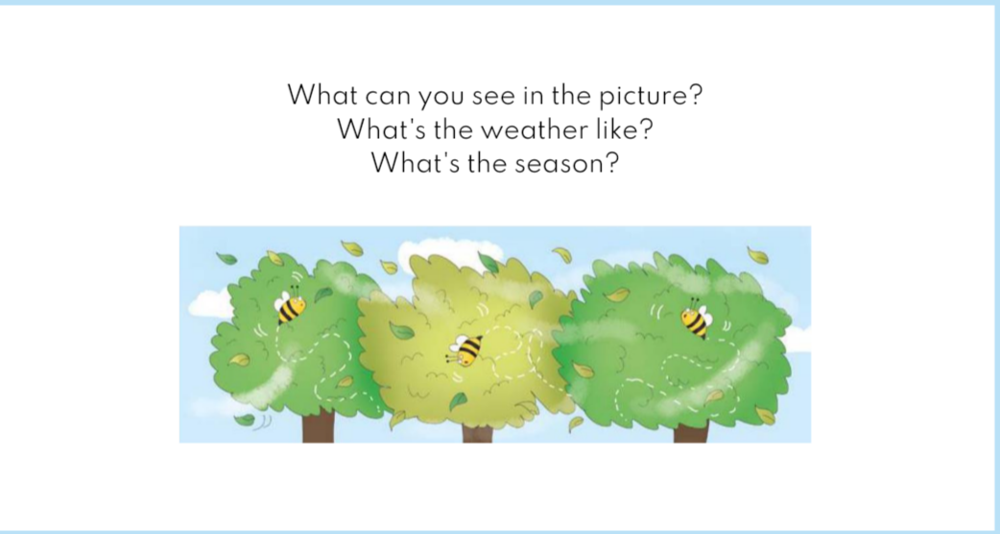 What can you see in the picture?
What's the weather like?
What's the season?